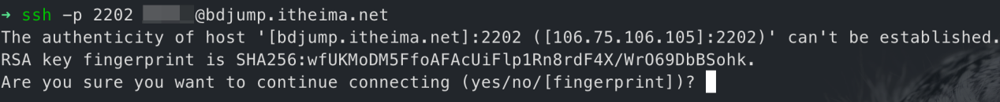 → ssh -p 2202 @bdjump.itheima.net
The authenticity of host '[bdjump.itheima.net]:2202 ([106.75.106.105]:2202)' can't be established.
RSA key fingerprint is SHA256:wfUKMoDM5FfoAFAcUiFlp1Rn8rdF4X/WrO69DbBSohk.
Are you sure you want to continue connecting (yes/no/[fingerprint])?